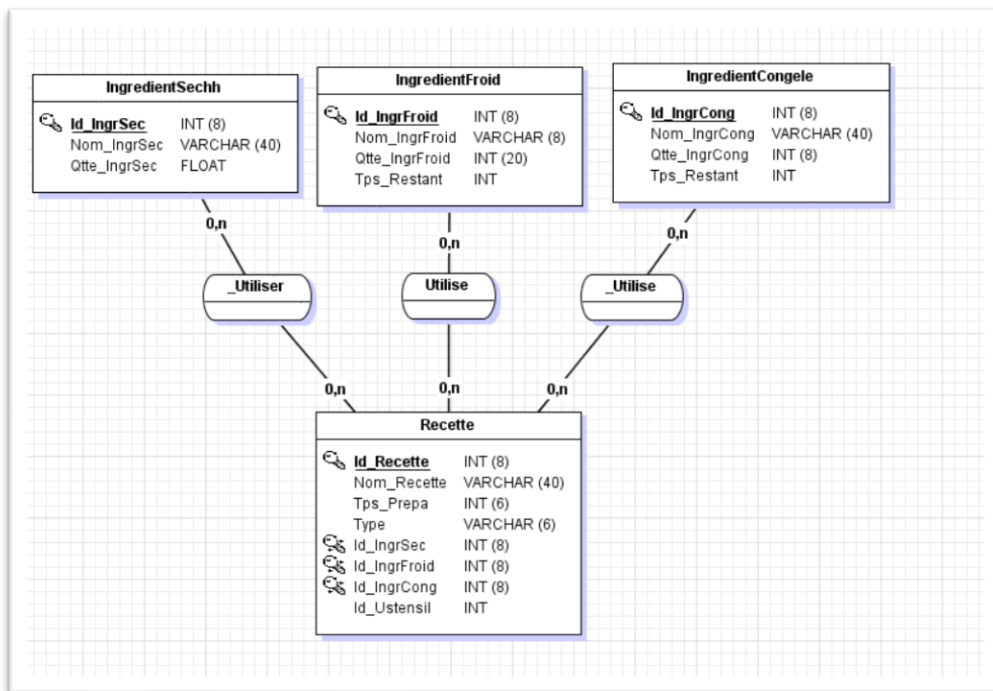 IngredientSechh
Id_IngrSec INT (8)
Nom_IngrSec VARCHAR (40)
Qtte_IngrSec FLOAT
IngredientFroid
Id_IngrFroid INT (8)
Nom_IngrFroid VARCHAR (8)
Qtte_IngrFroid INT (20)
Tps_Restant INT
IngredientCongele
Id_IngrCong INT (8)
Nom_IngrCong VARCHAR (40)
Qtte_IngrCong INT (8)
Tps_Restant INT
0,n
0,n
0,n
_Utiliser
Utilise
_Utilise
0,n
0,n
0,n
Recette
Id_Recette INT (8)
Nom_Recette VARCHAR (40)
Tps_Prepa INT (6)
Type VARCHAR (6)
Id_IngrSec INT (8)
Id_IngrFroid INT (8)
Id_IngrCong INT (8)
Id_Ustensil INT